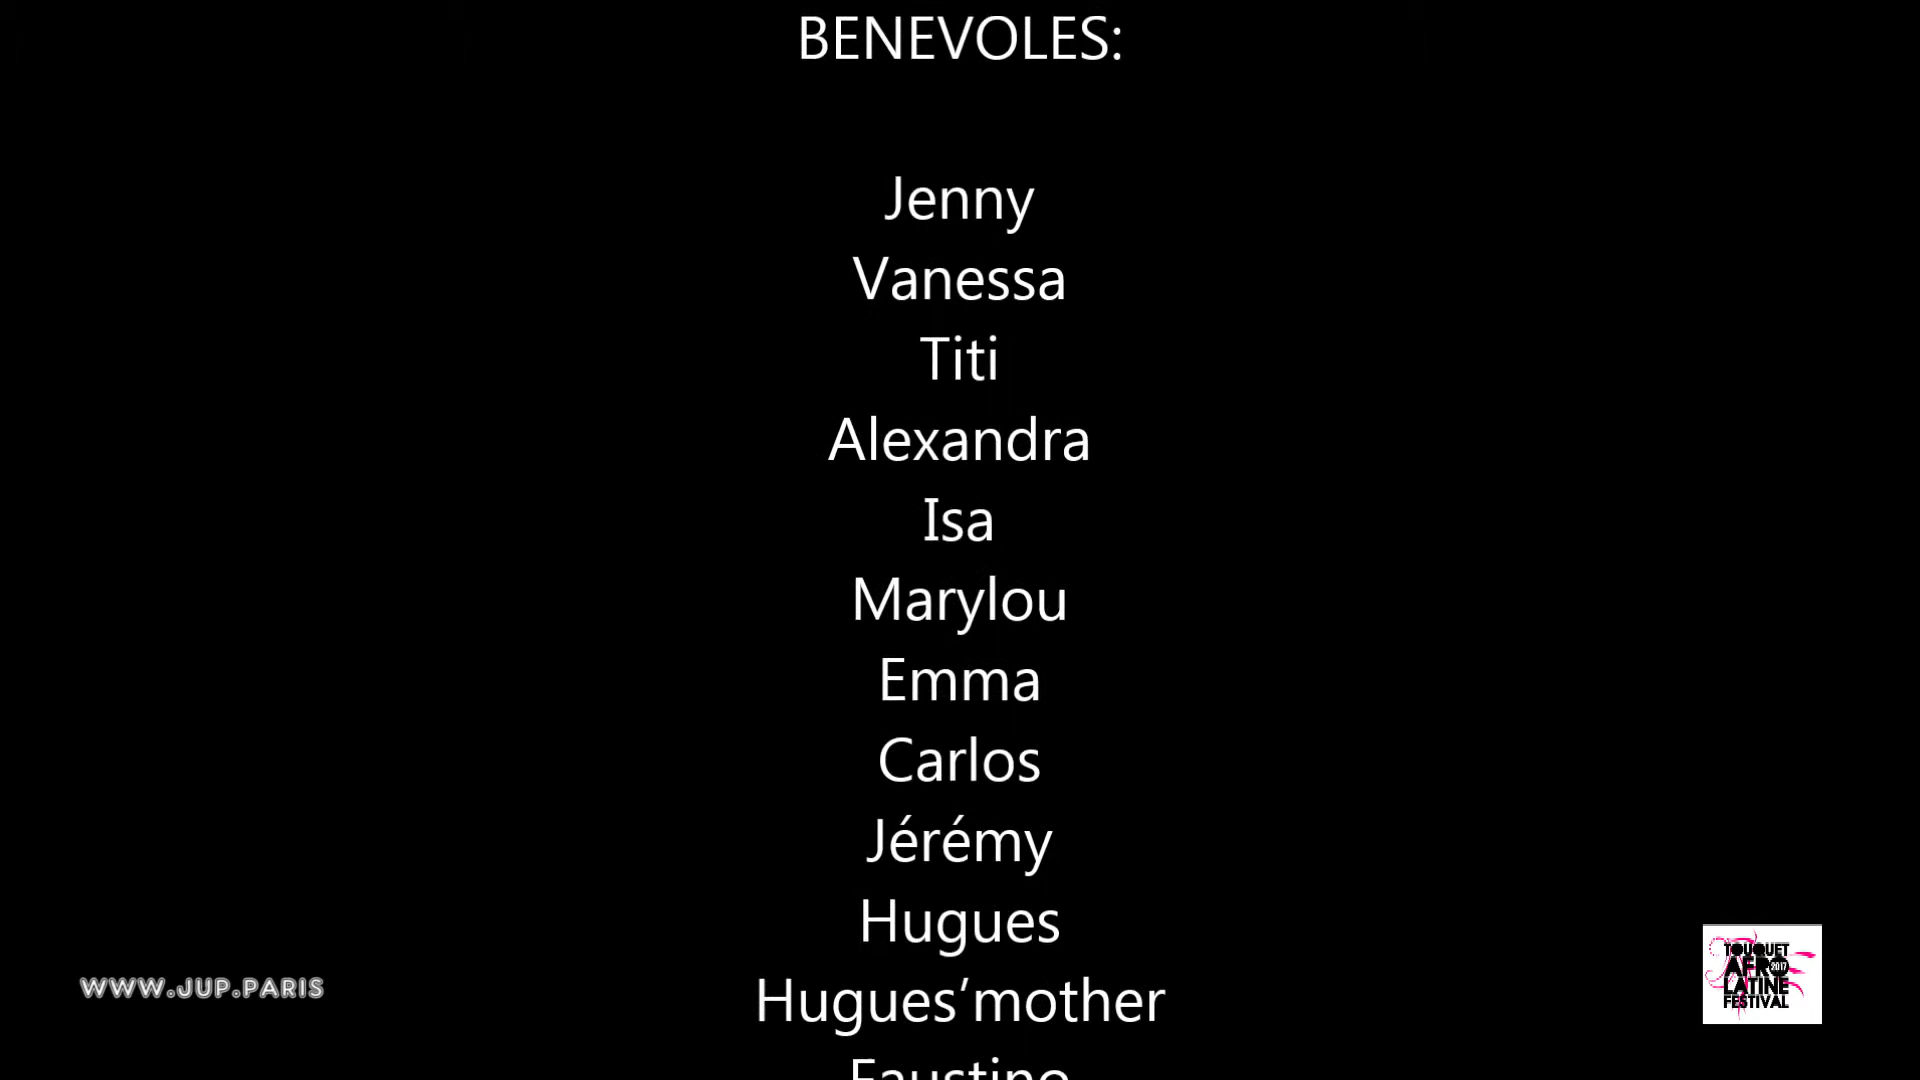 BENEVOLES:
Jenny
Vanessa
Titi
Alexandra
Isa
Marylou
Emma
Carlos
Jérémy
Hugues
Hugues’mother
WWW.JUP.PARIS
TOUQUET
AFRO 2017
LATINE
FESTIVAL